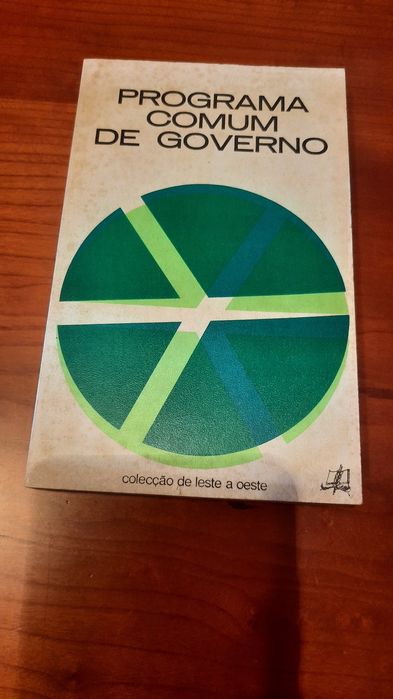 PROGRAMA
COMUM
DE GOVERNO
colecção de leste a oeste